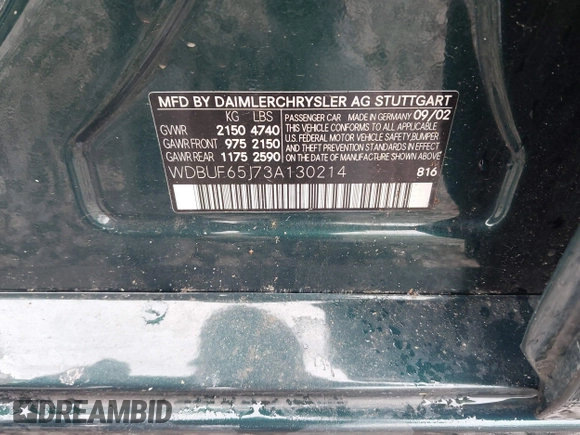 MFD BY DAIMLERCHRYSLER AG STUTTGART
KG LBS
GVWR 2150 4740
GAWR FRONT 975 2150
GAWR REAR 1175 2590
PASSENGER CAR MADE IN GERMANY 09/02
THIS VEHICLE CONFORMS TO ALL APPLICABLE
U.S. FEDERAL MOTOR VEHICLE SAFETY, BUMPER
AND THEFT PREVENTION STANDARDS IN EFFECT
ON THE DATE OF MANUFACTURE SHOWN ABOVE
WDBUF65J73A130214 816
DREAMBID